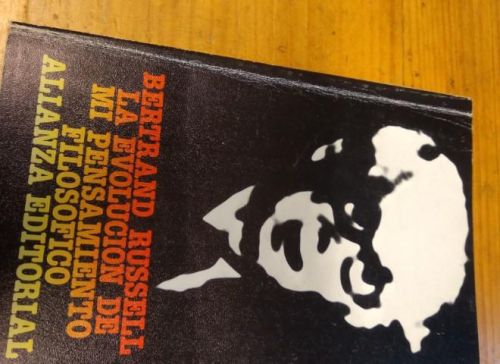 BERTRAND RUSSELL
LA EVOLUCION DE
MI PENSAMIENTO
FILOSOFICO
ALIANZA EDITORIAL